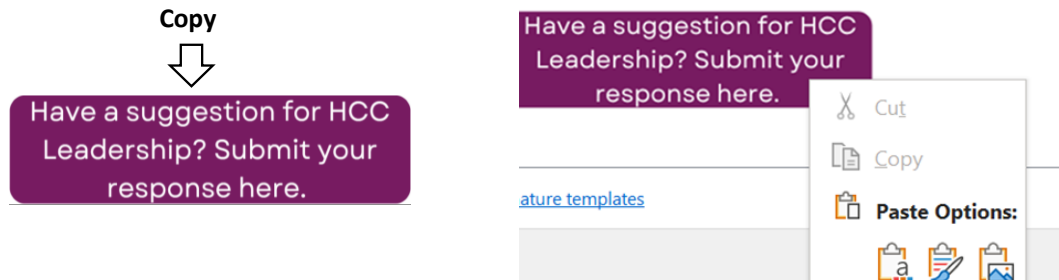 Copy
Have a suggestion for HCC
Leadership? Submit your
response here.
Have a suggestion for HCC
Leadership? Submit your
response here.
Cut
Copy
ature templates
Paste Options:
a